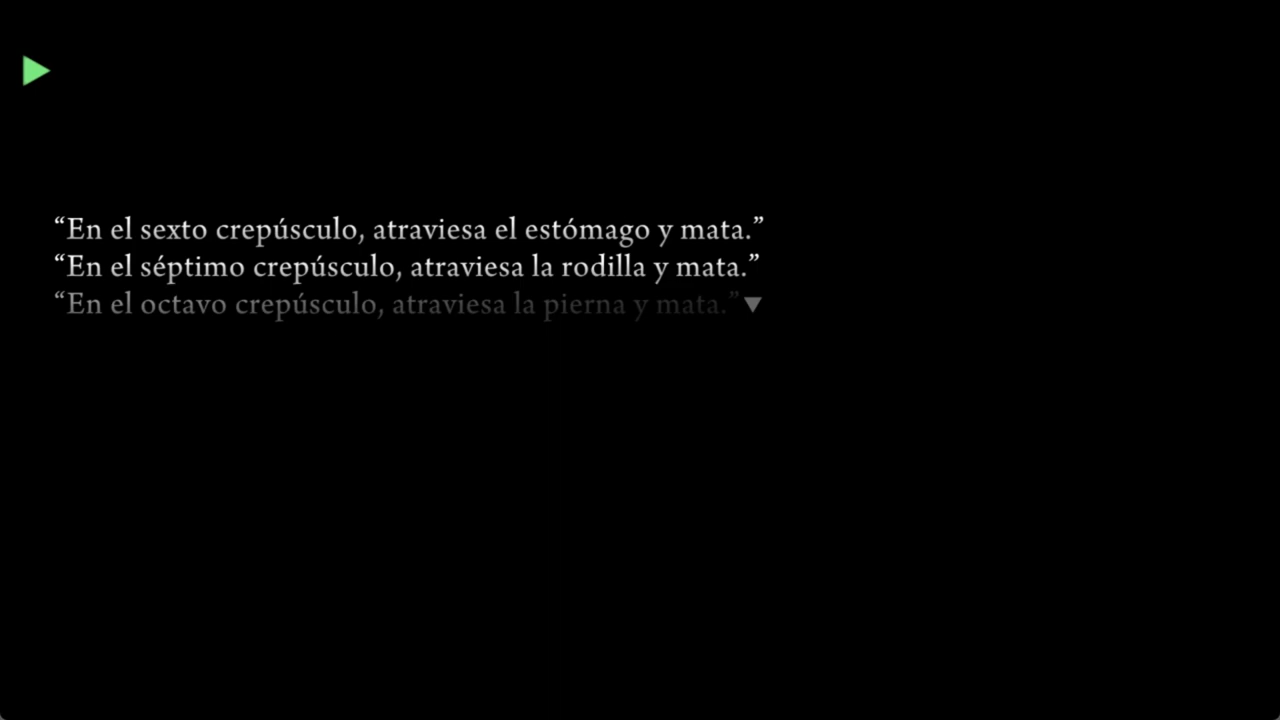 “En el sexto crepúsculo, atraviesa el estómago y mata.”
“En el séptimo crepúsculo, atraviesa la rodilla y mata.”
“En el octavo crepúsculo, atraviesa la pierna y mata.”